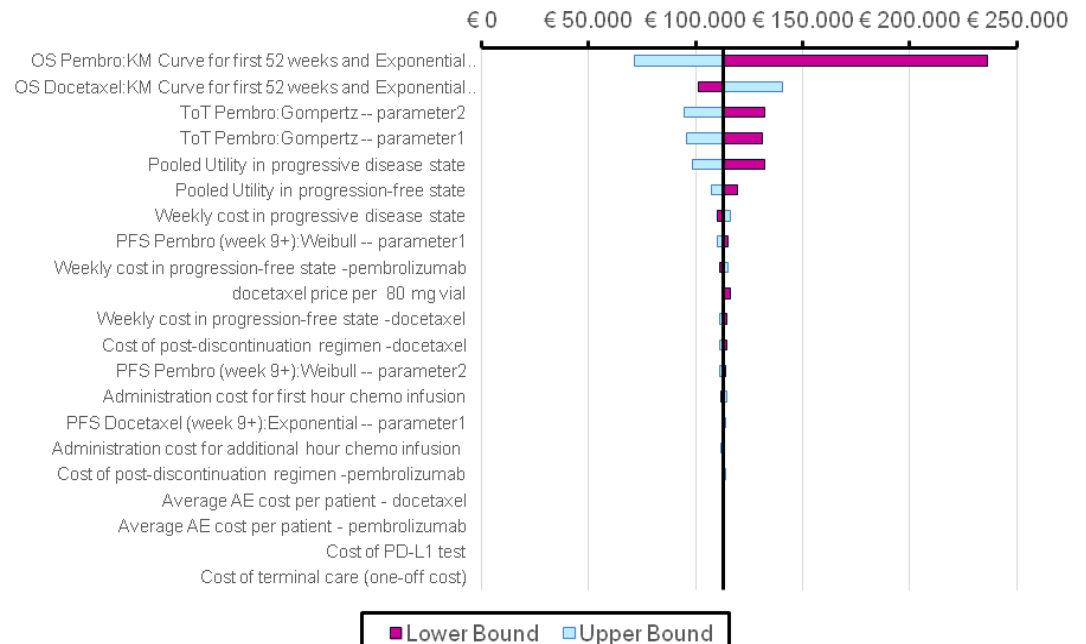 € 0 € 50.000 € 100.000 € 150.000 € 200.000 € 250.000
OS Pembro:KM Curve for first 52 weeks and Exponential..
OS Docetaxel:KM Curve for first 52 weeks and Exponential..
ToT Pembro:Gompertz -- parameter2
ToT Pembro:Gompertz -- parameter1
Pooled Utility in progressive disease state
Pooled Utility in progression-free state
Weekly cost in progressive disease state
PFS Pembro (week 9+):Weibull -- parameter1
Weekly cost in progression-free state -pembrolizumab
docetaxel price per 80 mg vial
Weekly cost in progression-free state -docetaxel
Cost of post-discontinuation regimen -docetaxel
PFS Pembro (week 9+):Weibull -- parameter2
Administration cost for first hour chemo infusion
PFS Docetaxel (week 9+):Exponential -- parameter1
Administration cost for additional hour chemo infusion
Cost of post-discontinuation regimen -pembrolizumab
Average AE cost per patient - docetaxel
Average AE cost per patient - pembrolizumab
Cost of PD-L1 test
Cost of terminal care (one-off cost)
Lower Bound Upper Bound